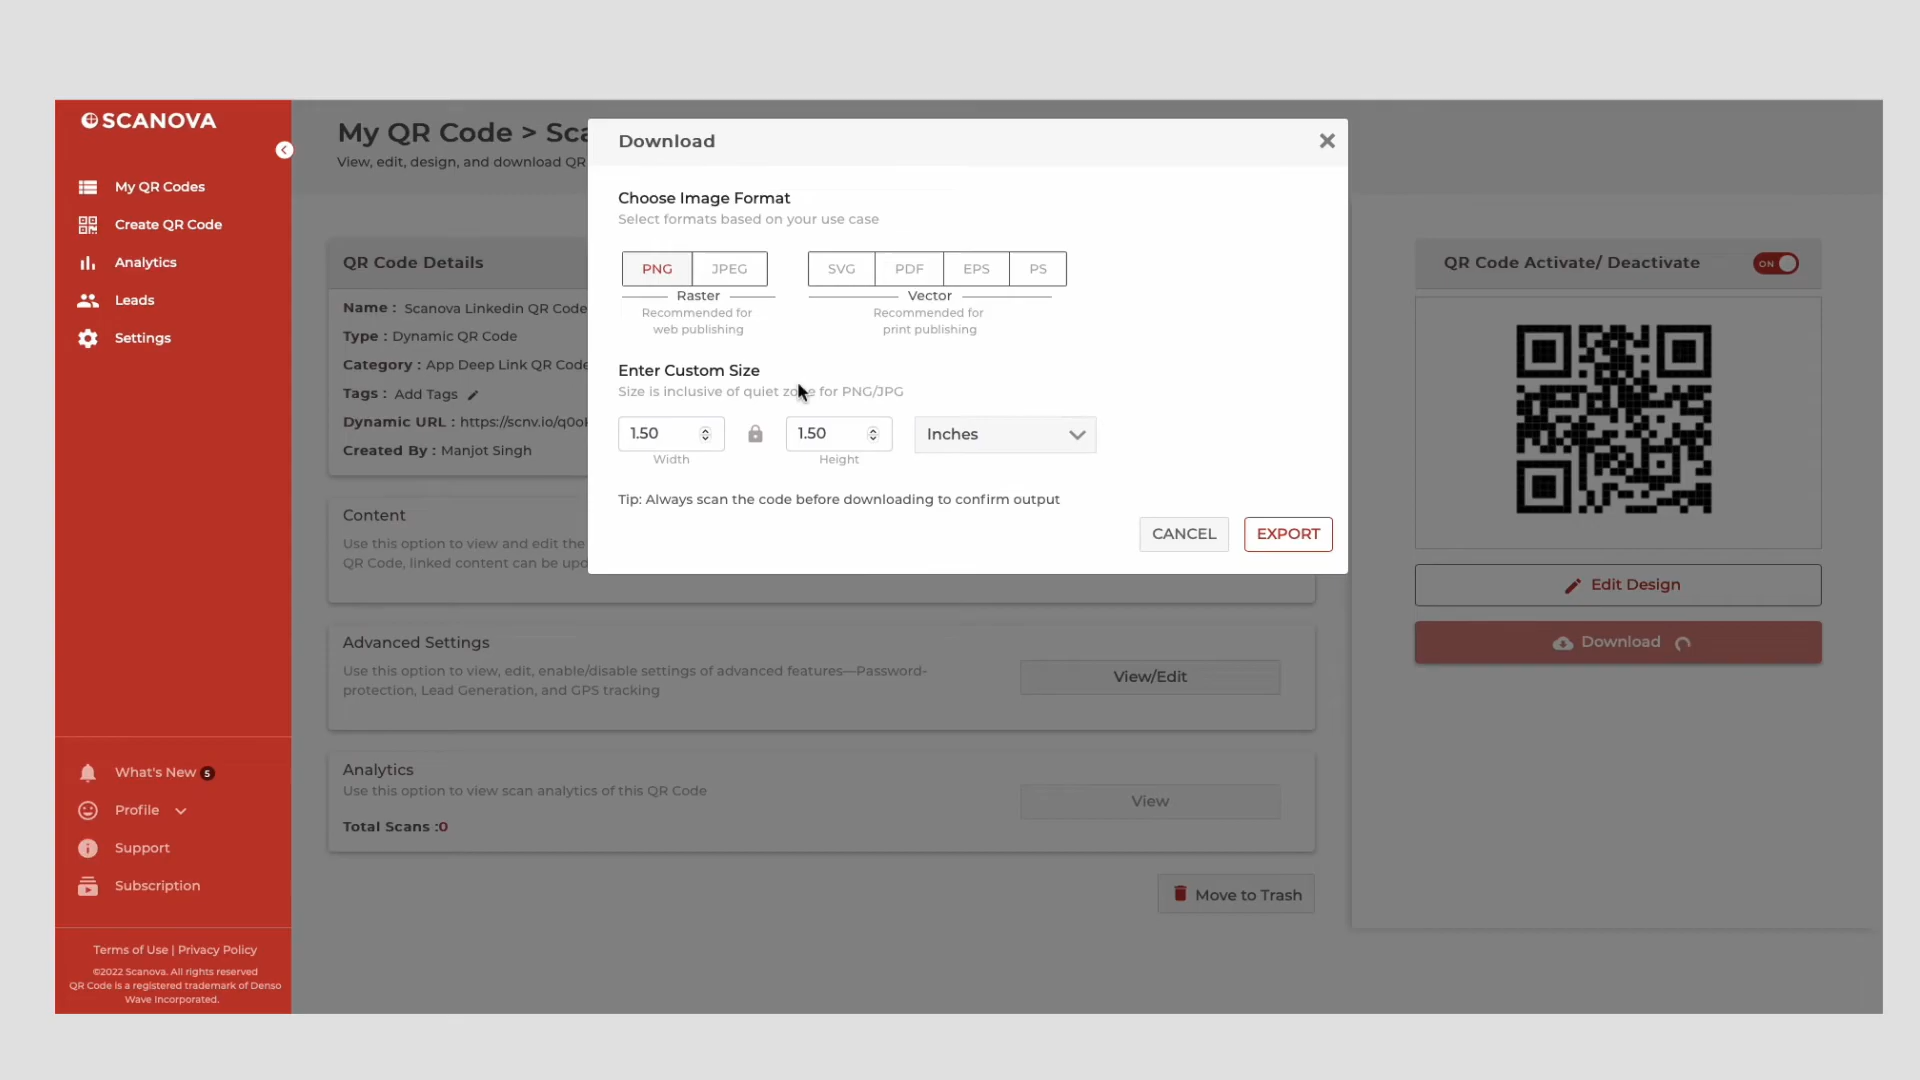 SCANOVA
My QR Codes
Create QR Code
Analytics
Leads
Settings
What's New 5
Profile
Support
Subscription
Terms of Use | Privacy Policy
©2022 Scanova. All rights reserved
QR Code is a registered trademark of Denso
Wave Incorporated.
My QR Code > Sca
View, edit, design, and download QR
QR Code Details
Name : Scanova Linkedin QR Code
Type : Dynamic QR Code
Category : App Deep Link QR Code
Tags : Add Tags
Dynamic URL : https://scnv.io/q0o
Created By : Manjot Singh
Content
Use this option to view and edit the
QR Code, linked content can be upd
Advanced Settings
Use this option to view, edit, enable/disable settings of advanced features—Password-
protection, Lead Generation, and GPS tracking
View/Edit
Analytics
Use this option to view scan analytics of this QR Code
Total Scans :0
View
Move to Trash
Download
Choose Image Format
Select formats based on your use case
PNG JPEG SVG PDF EPS PS
Raster Vector
Recommended for
web publishing
Recommended for
print publishing
Enter Custom Size
Size is inclusive of quiet zone for PNG/JPG
1.50 1.50 Inches
Width Height
Tip: Always scan the code before downloading to confirm output
CANCEL EXPORT
QR Code Activate/ Deactivate ON
Edit Design
Download